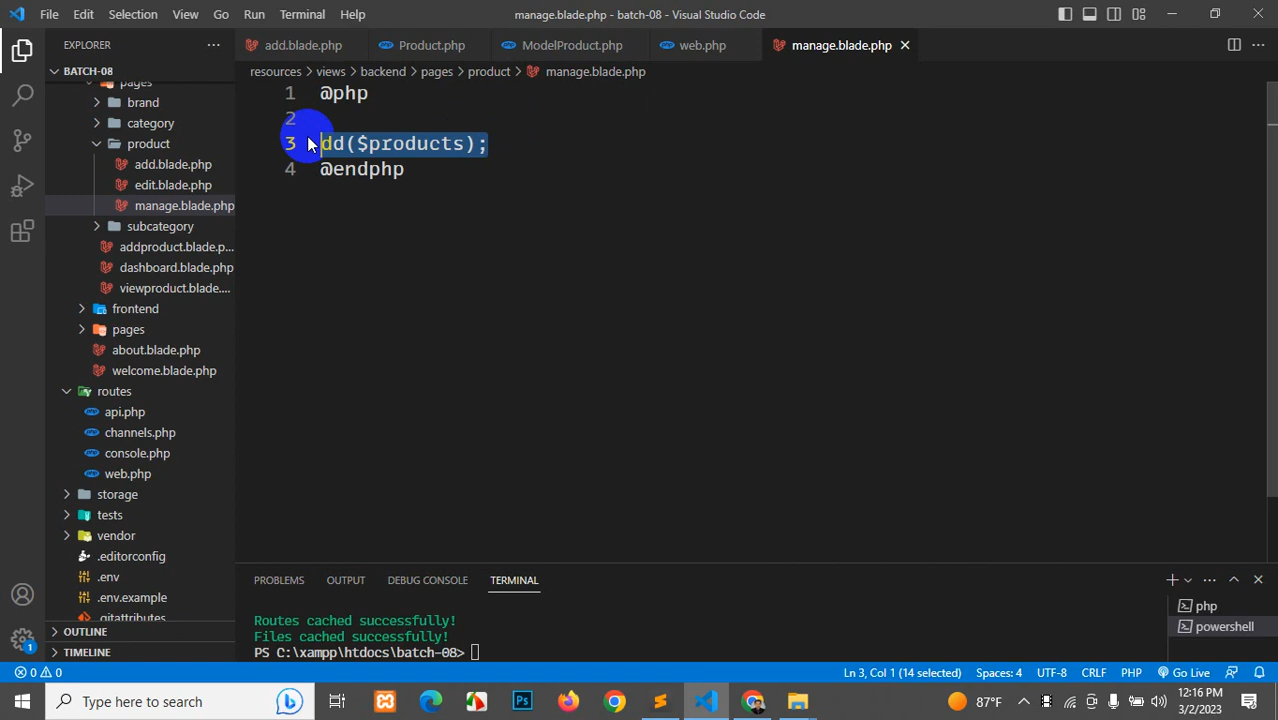 File Edit Selection View Go Run Terminal Help
manage.blade.php - batch-08 - Visual Studio Code
EXPLORER
add.blade.php
Product.php
ModelProduct.php
web.php
manage.blade.php
BATCH-08
resources > views > backend > pages > product > manage.blade.php
pages
brand
category
product
add.blade.php
edit.blade.php
manage.blade.php
subcategory
addproduct.blade.p...
dashboard.blade.php
viewproduct.blade....
frontend
pages
about.blade.php
welcome.blade.php
routes
api.php
channels.php
console.php
web.php
storage
tests
vendor
.editorconfig
.env
.env.example
.gitattributes
OUTLINE
TIMELINE
1 @php
2
3 dd($products);
4 @endphp
PROBLEMS OUTPUT DEBUG CONSOLE TERMINAL
Routes cached successfully!
Files cached successfully!
PS C:\xampp\htdocs\batch-08>
php
powershell
1
0 0
Ln 3, Col 1 (14 selected) Spaces: 4 UTF-8 CRLF PHP Go Live
Type here to search
87°F
12:16 PM
3/2/2023